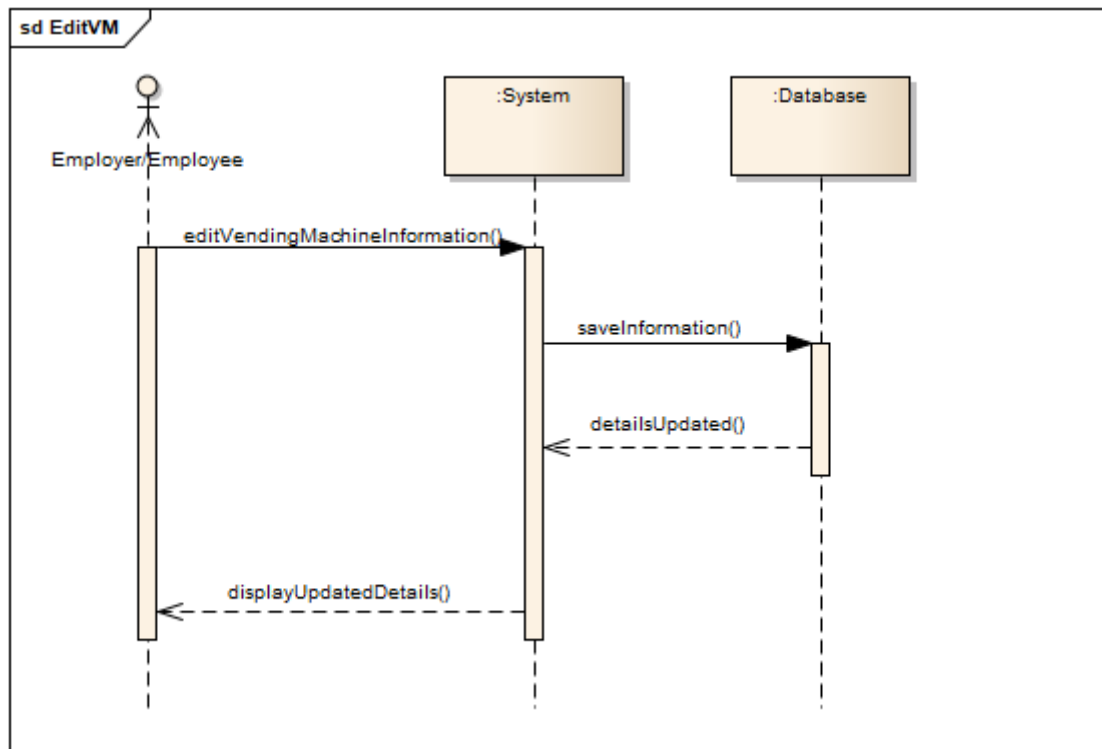 sd EditVM
:System
:Database
Employer/Employee
editVendingMachineInformation()
saveInformation()
detailsUpdated()
displayUpdatedDetails()